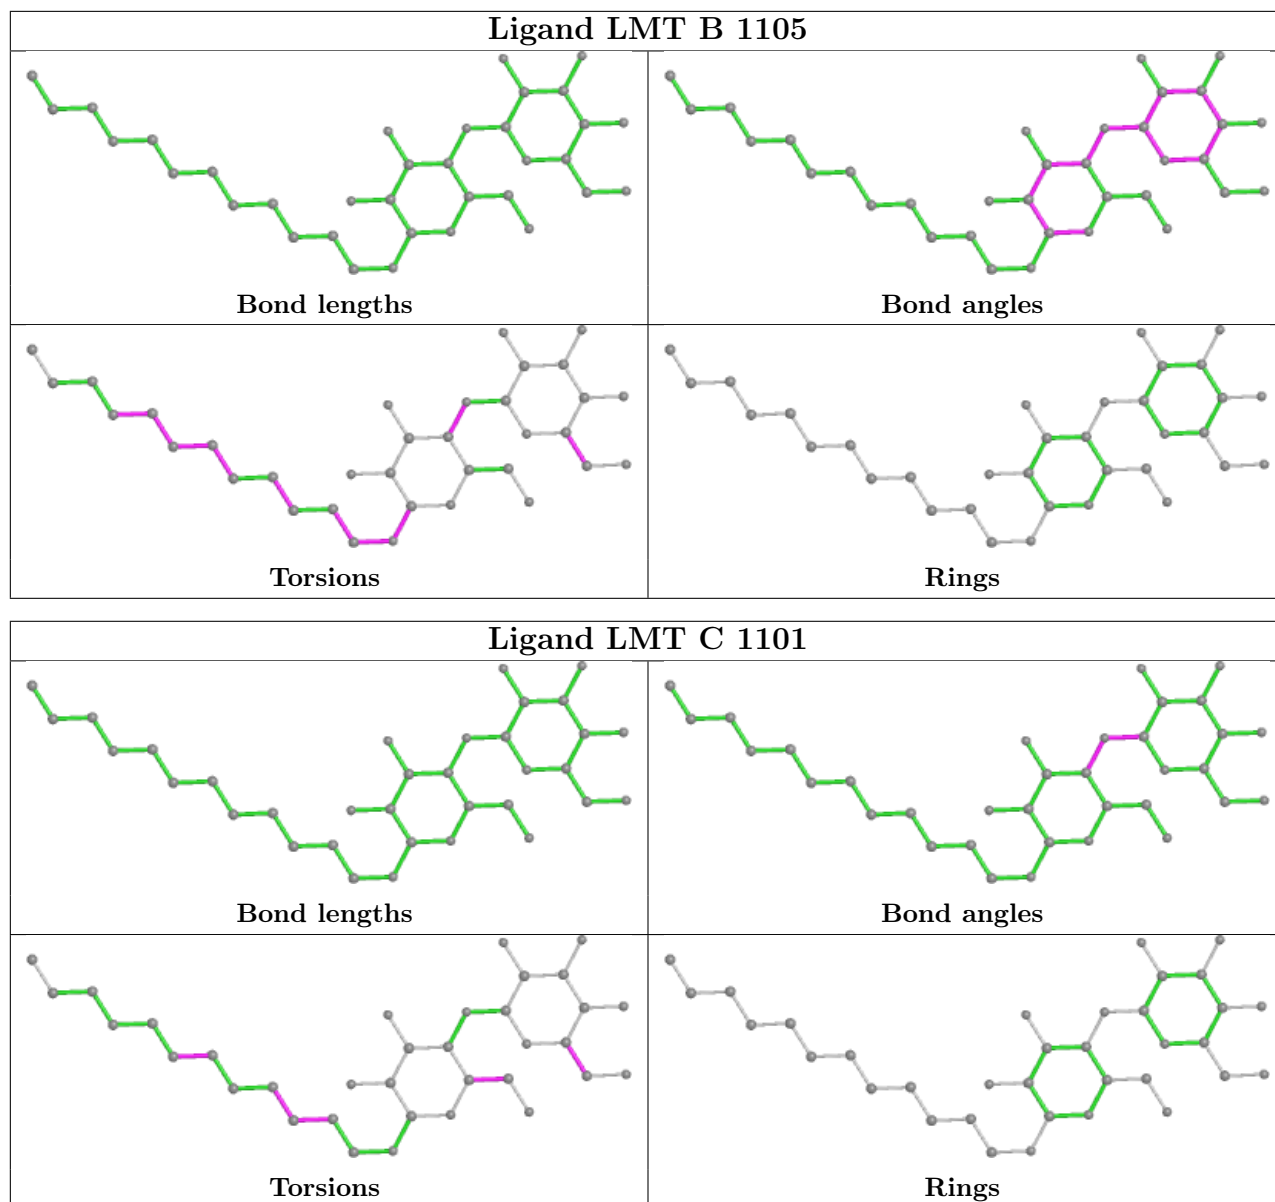 Ligand LMT B 1105
Bond lengths
Bond angles
Torsions
Rings
Ligand LMT C 1101
Bond lengths
Bond angles
Torsions
Rings